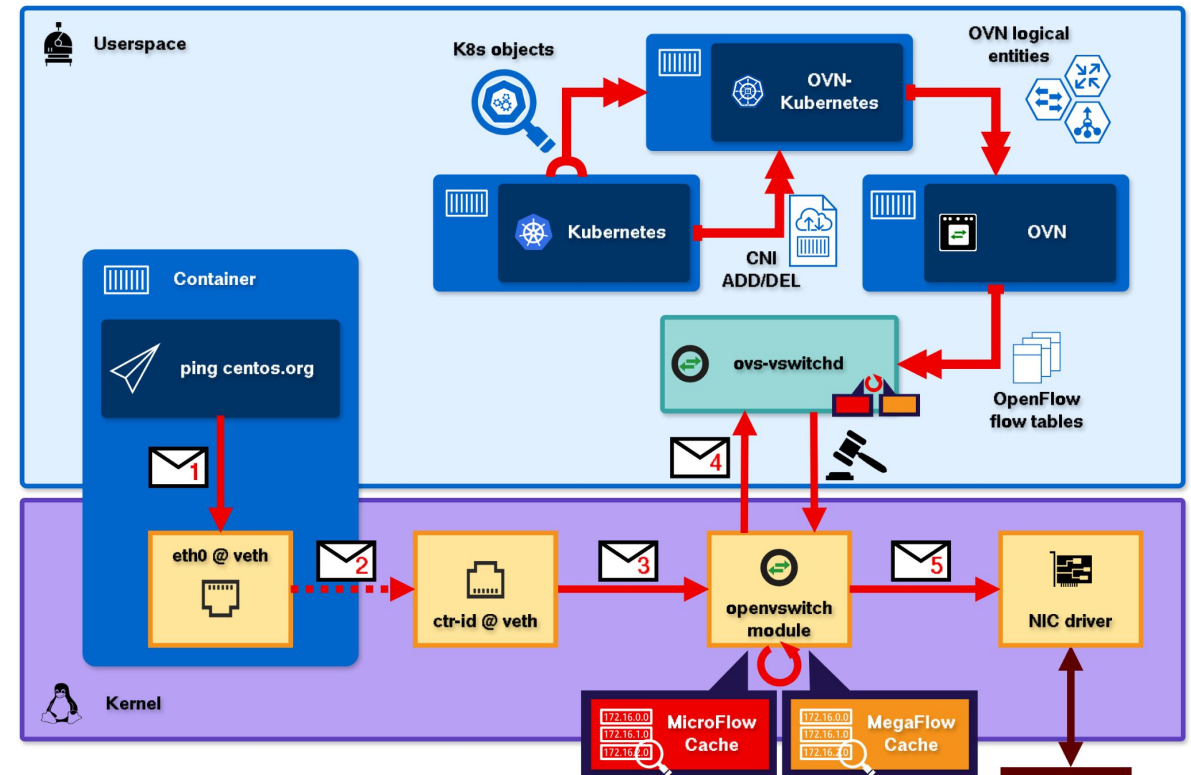 Userspace
K8s objects
OVN-
Kubernetes
OVN logical
entities
Kubernetes
CNI
ADD/DEL
OVN
Container
ping centos.org
ovs-vswitchd
OpenFlow
flow tables
1
4
eth0 @ veth
2
ctr-id @ veth
3
openvswitch
module
5
NIC driver
Kernel
172.16.0.0
172.16.1.0
172.16.2.0
MicroFlow
Cache
172.16.0.0
172.16.1.0
172.16.2.0
MegaFlow
Cache